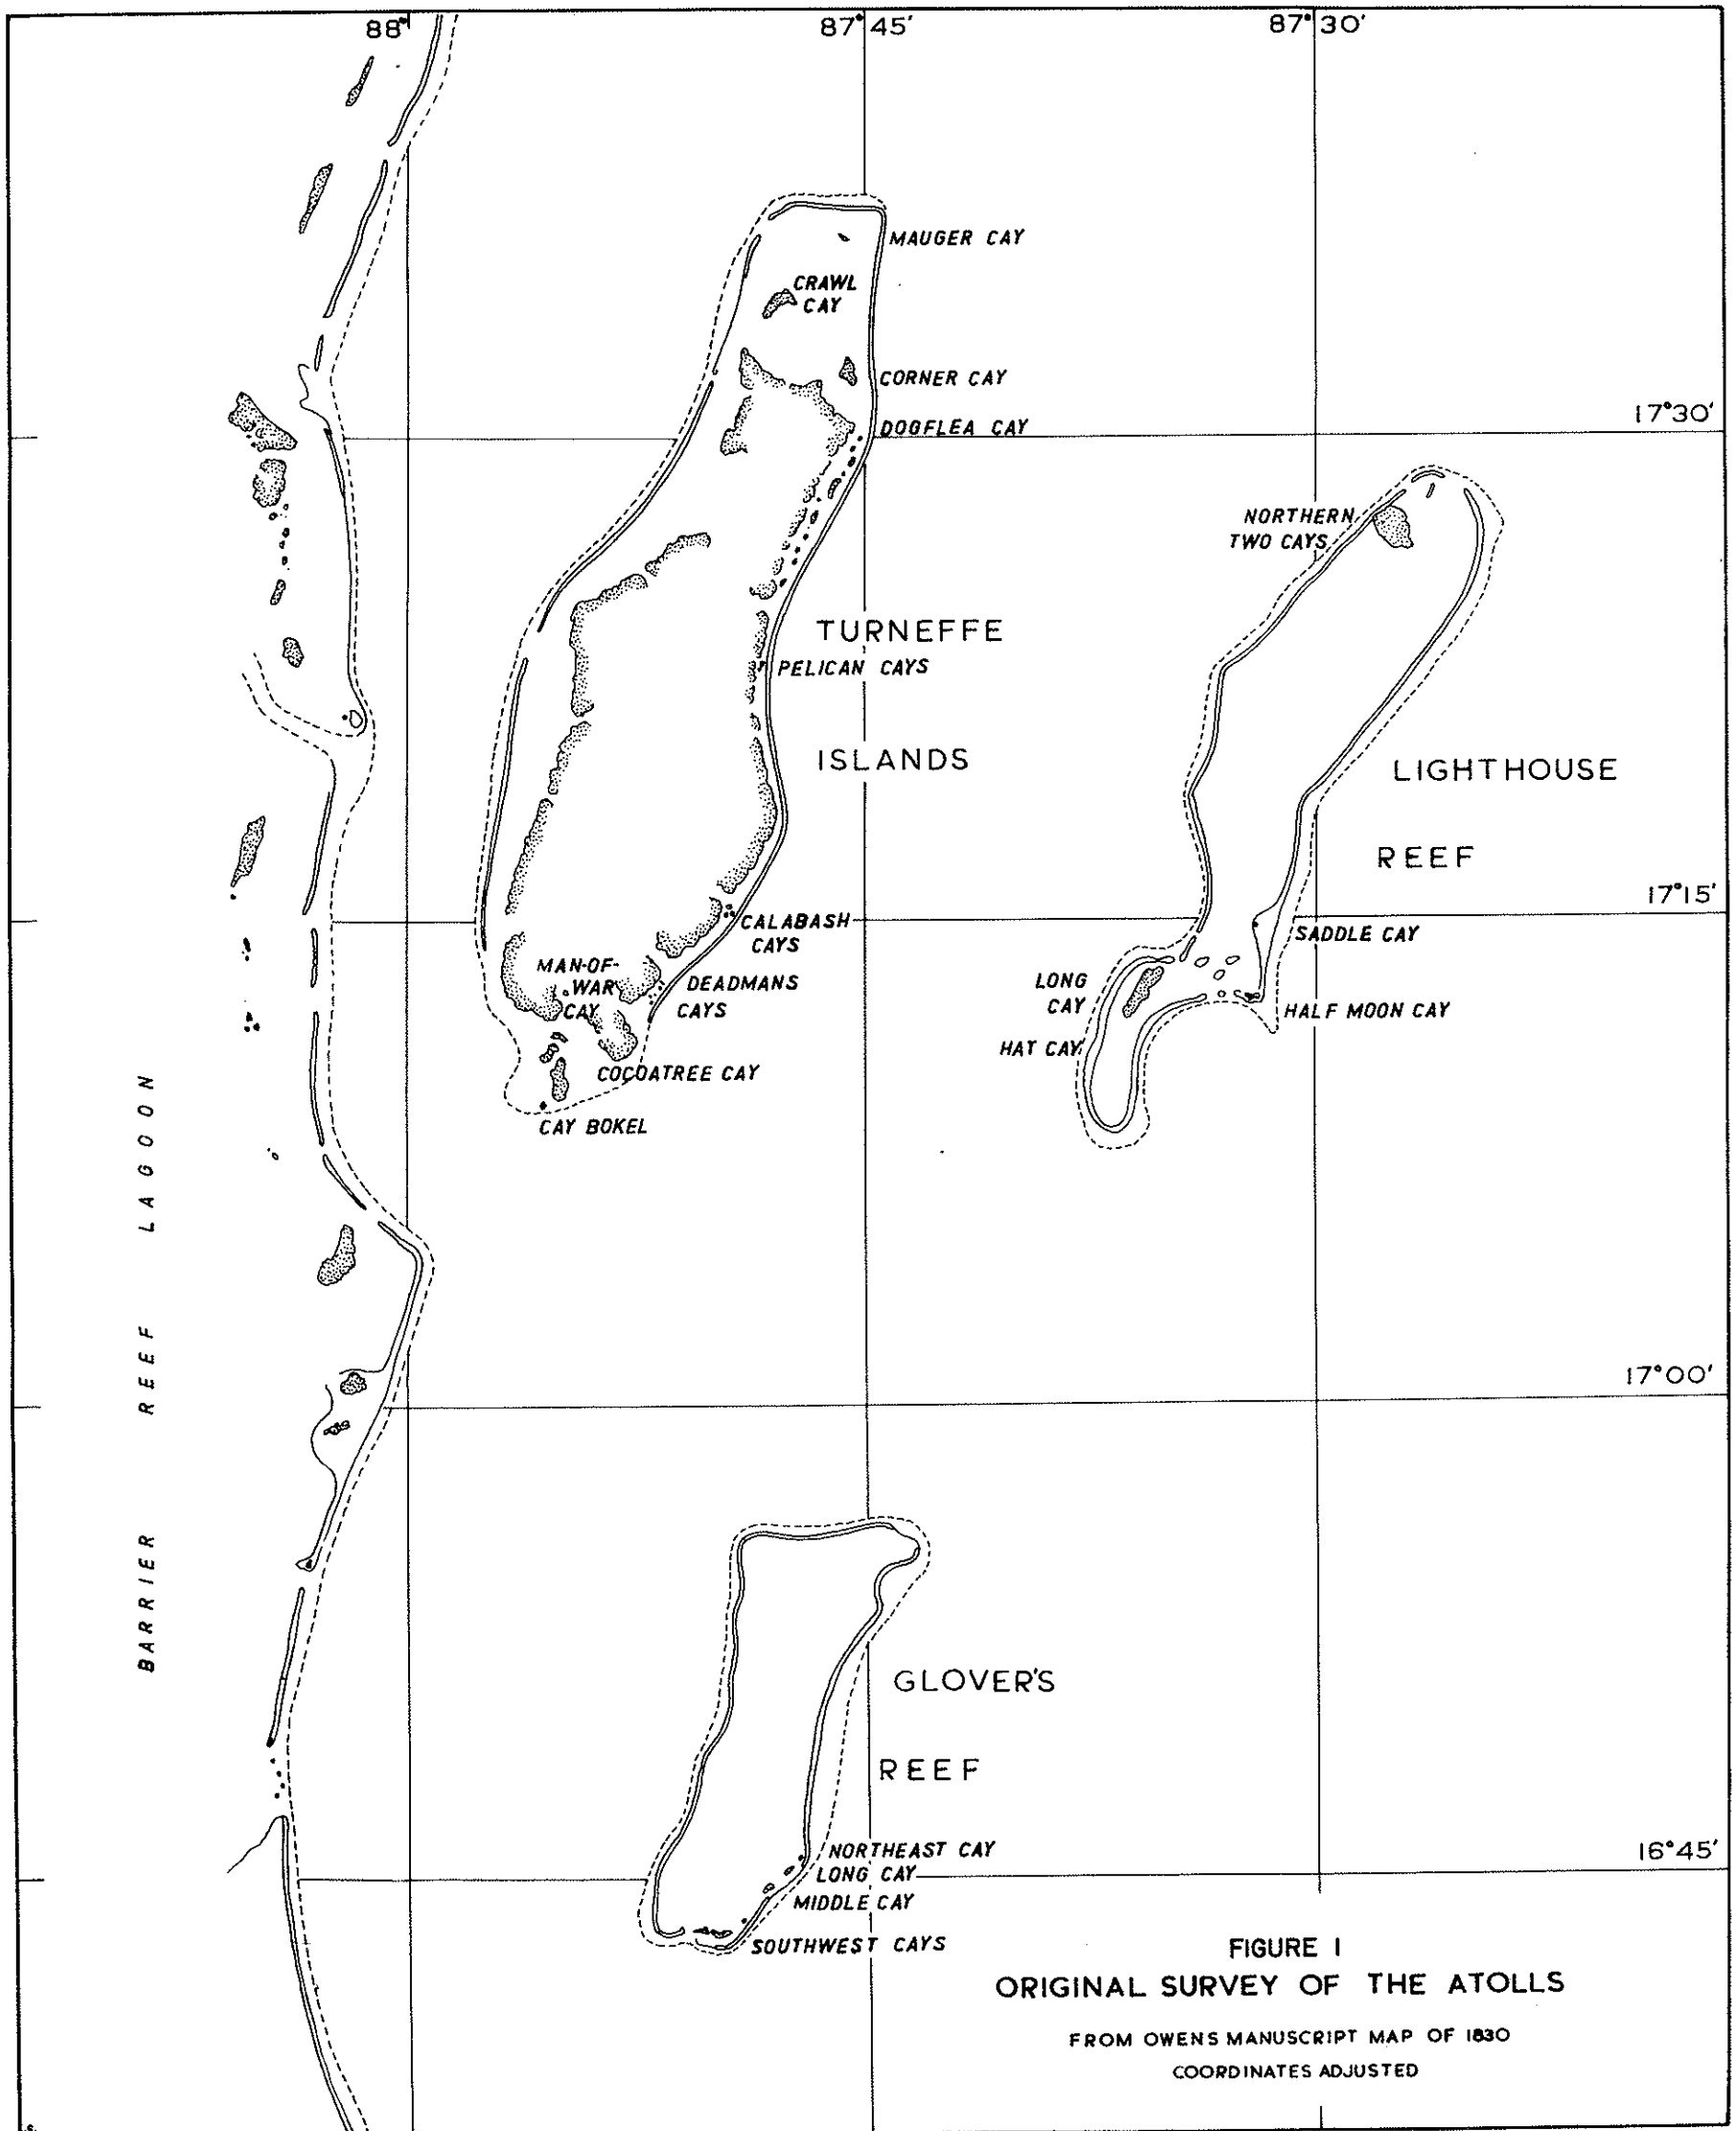 88°
87°45'
87°30'
MAUGER CAY
CRAWL
CAY
CORNER CAY
DOGFLEA CAY
17°30'
NORTHERN
TWO CAYS
TURNEFFE
PELICAN CAYS
ISLANDS
LIGHTHOUSE
REEF
17°15'
CALABASH
CAYS
SADDLE CAY
MAN-OF-
WAR
CAY
DEADMANS
CAYS
LONG
CAY
HALF MOON CAY
HAT CAY
COCOATREE CAY
CAY BOKEL
BARRIER REEF LAGOON
17°00'
GLOVER'S
REEF
NORTHEAST CAY
LONG CAY
16°45'
MIDDLE CAY
SOUTHWEST CAYS
FIGURE 1
ORIGINAL SURVEY OF THE ATOLLS
FROM OWENS MANUSCRIPT MAP OF 1830
COORDINATES ADJUSTED